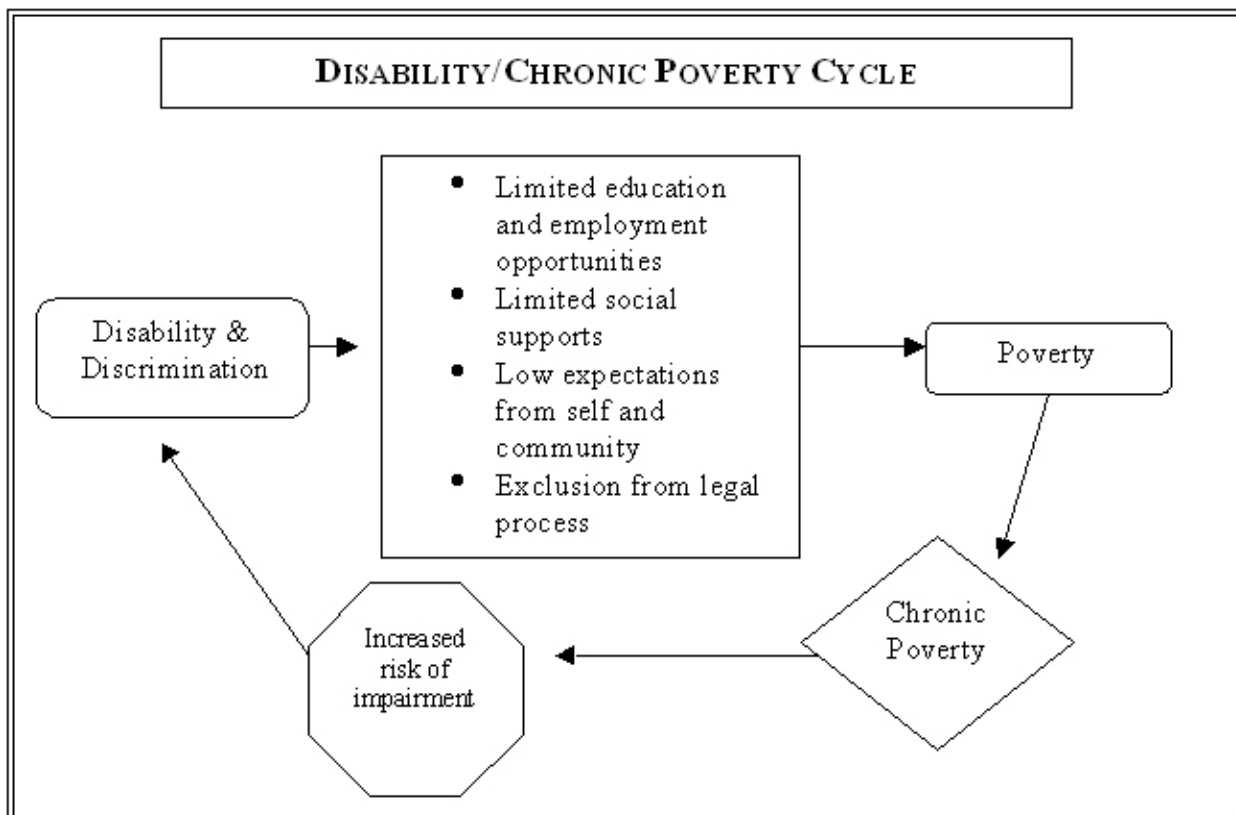 DISABILITY/CHRONIC POVERTY CYCLE
• Limited education
and employment
opportunities
• Limited social
supports
• Low expectations
from self and
community
• Exclusion from legal
process
Disability &
Discrimination
Poverty
Chronic
Poverty
Increased
risk of
impairment